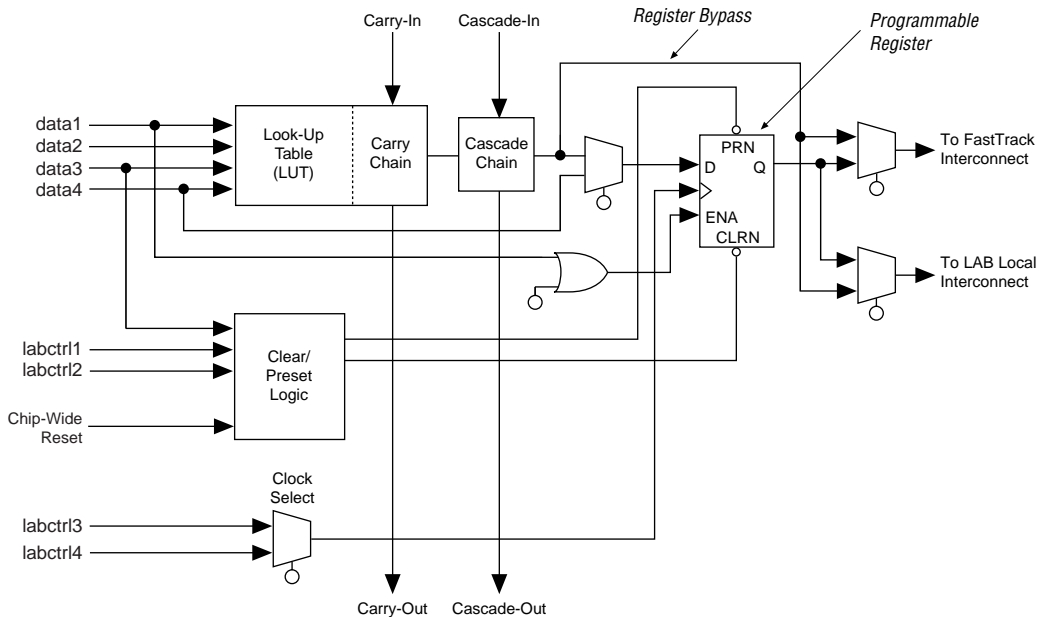 Carry-In
Cascade-In
Register Bypass
Programmable
Register
data1
data2
data3
data4
Look-Up
Table
(LUT)
Carry
Chain
Cascade
Chain
PRN
D
Q
ENA
CLRN
To FastTrack
Interconnect
To LAB Local
Interconnect
labctrl1
labctrl2
Clear/
Preset
Logic
Chip-Wide
Reset
Clock
Select
labctrl3
labctrl4
Carry-Out
Cascade-Out